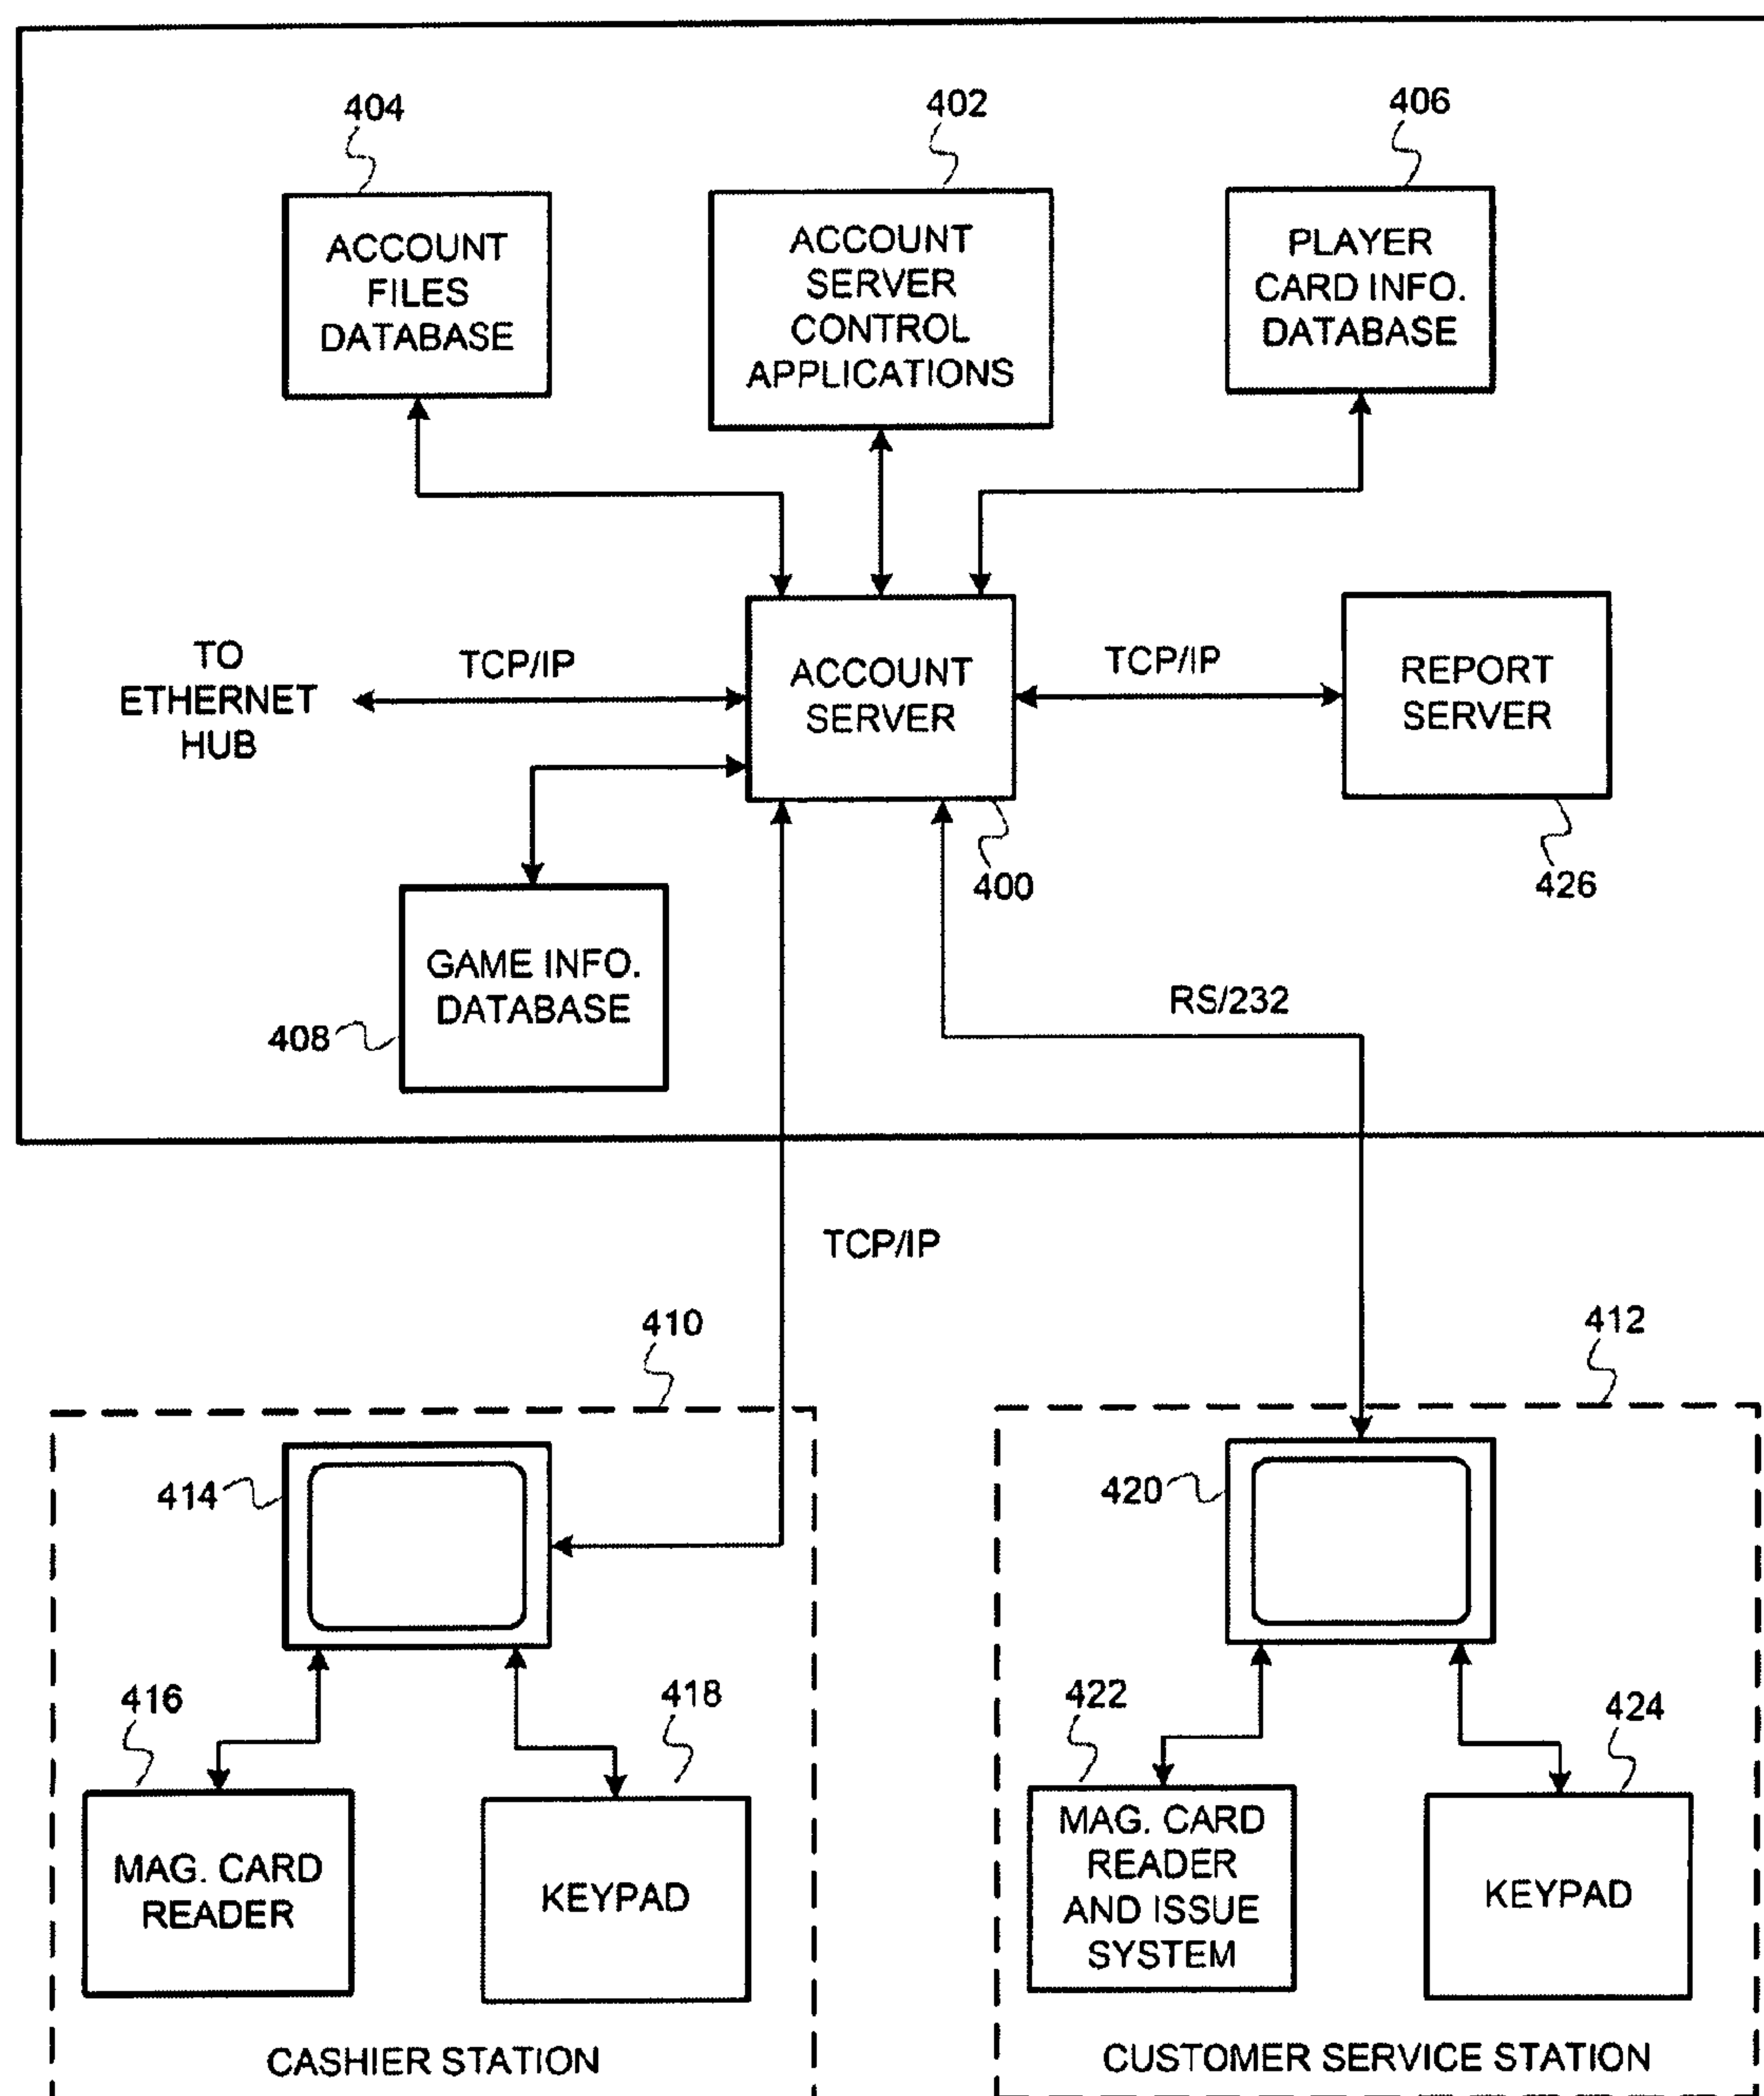 404
402
406
ACCOUNT
FILES
DATABASE
ACCOUNT
SERVER
CONTROL
APPLICATIONS
PLAYER
CARD INFO.
DATABASE
TO
ETHERNET
HUB
TCP/IP
ACCOUNT
SERVER
TCP/IP
REPORT
SERVER
400
426
GAME INFO.
DATABASE
408
RS/232
TCP/IP
410
412
414
420
416
418
422
424
MAG. CARD
READER
KEYPAD
MAG. CARD
READER
AND ISSUE
SYSTEM
KEYPAD
CASHIER STATION
CUSTOMER SERVICE STATION